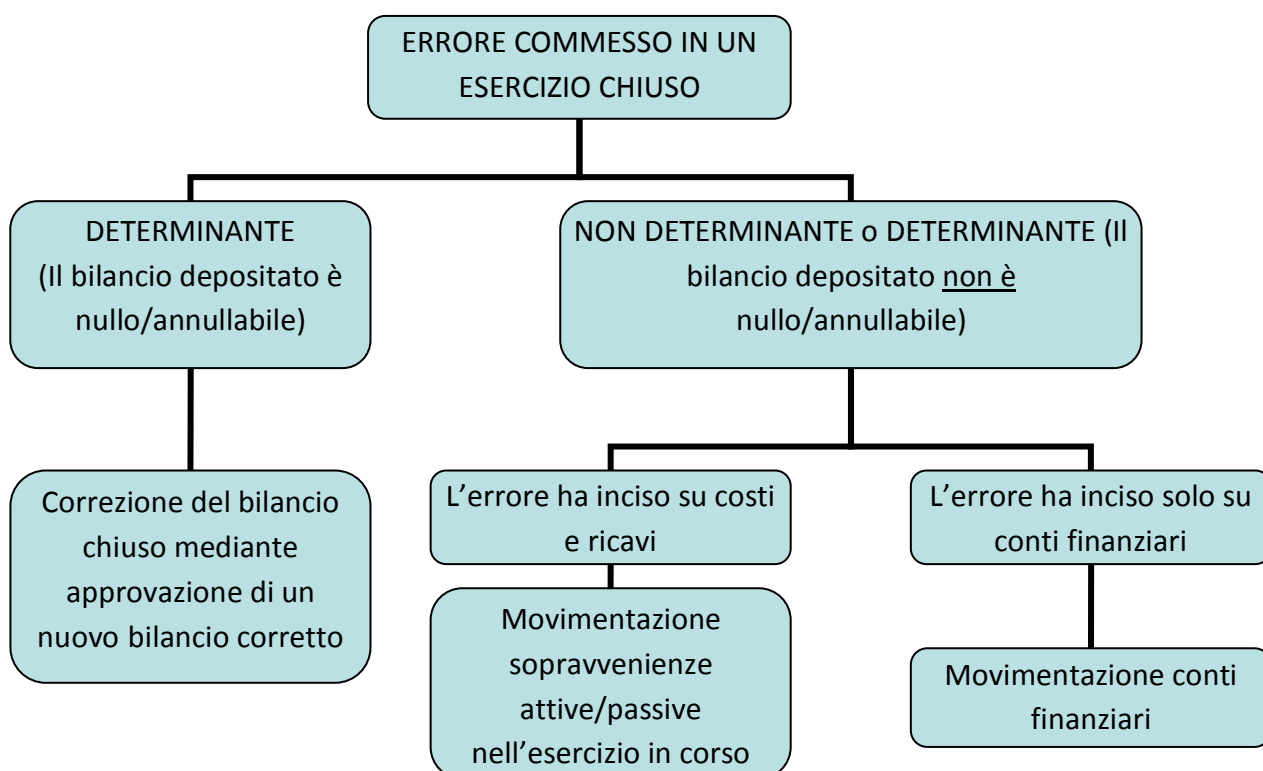 ERRORE COMMESSO IN UN
ESERCIZIO CHIUSO
DETERMINANTE
(Il bilancio depositato è
nullo/annullabile)
NON DETERMINANTE o DETERMINANTE (Il
bilancio depositato non è
nullo/annullabile)
Correzione del bilancio
chiuso mediante
approvazione di un
nuovo bilancio corretto
L’errore ha inciso su costi
e ricavi
L’errore ha inciso solo su
conti finanziari
Movimentazione
sopravvenienze
attive/passive
nell’esercizio in corso
Movimentazione conti
finanziari